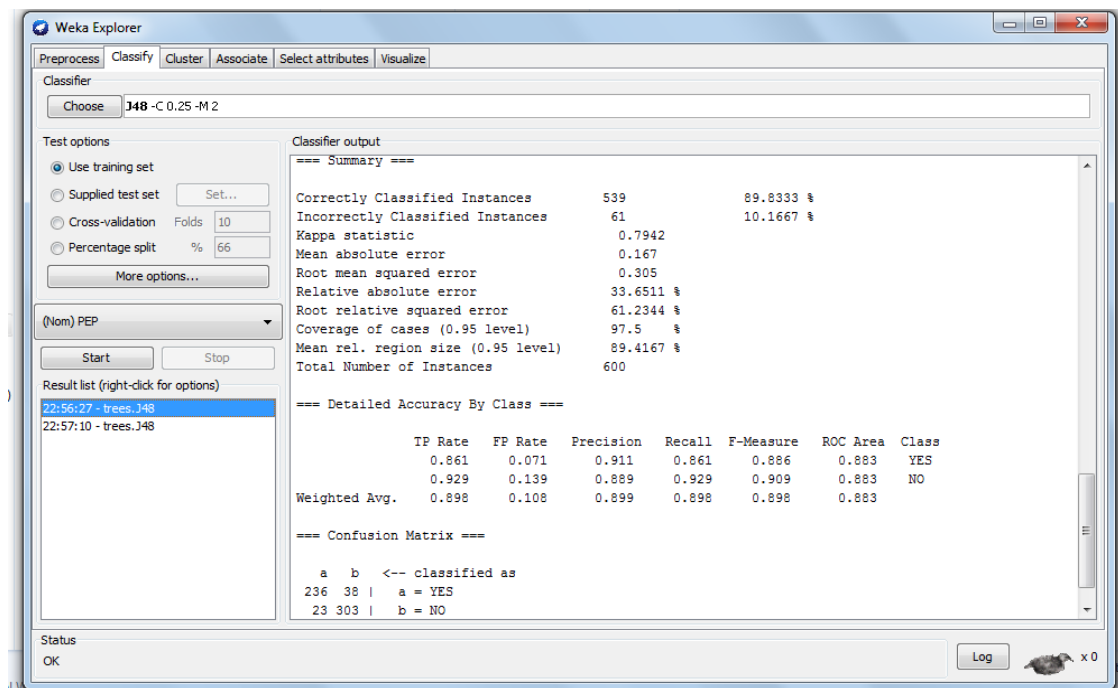 Weka Explorer
Preprocess Classify Cluster Associate Select attributes Visualize
Classifier
Choose J48 -C 0.25 -M 2
Test options
Use training set
Supplied test set Set...
Cross-validation Folds 10
Percentage split % 66
More options...
(Nom) PEP
Start Stop
Result list (right-click for options)
22:56:27 - trees.J48
22:57:10 - trees.J48
Classifier output
=== Summary ===
Correctly Classified Instances 539 89.8333 %
Incorrectly Classified Instances 61 10.1667 %
Kappa statistic 0.7942
Mean absolute error 0.167
Root mean squared error 0.305
Relative absolute error 33.6511 %
Root relative squared error 61.2344 %
Coverage of cases (0.95 level) 97.5 %
Mean rel. region size (0.95 level) 89.4167 %
Total Number of Instances 600
=== Detailed Accuracy By Class ===
TP Rate FP Rate Precision Recall F-Measure ROC Area Class
0.861 0.071 0.911 0.861 0.886 0.883 YES
0.929 0.139 0.889 0.929 0.909 0.883 NO
Weighted Avg. 0.898 0.108 0.899 0.898 0.898 0.883
=== Confusion Matrix ===
a b <-- classified as
236 38 | a = YES
23 303 | b = NO
Status
OK
Log x 0